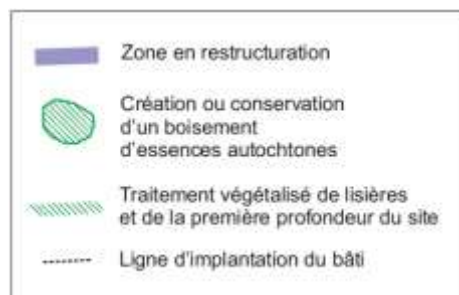 Zone en restructuration
Création ou conservation
d'un boisement
d'essences autochtones
Traitement végétalisé de lisières
et de la première profondeur du site
Ligne d'implantation du bâti